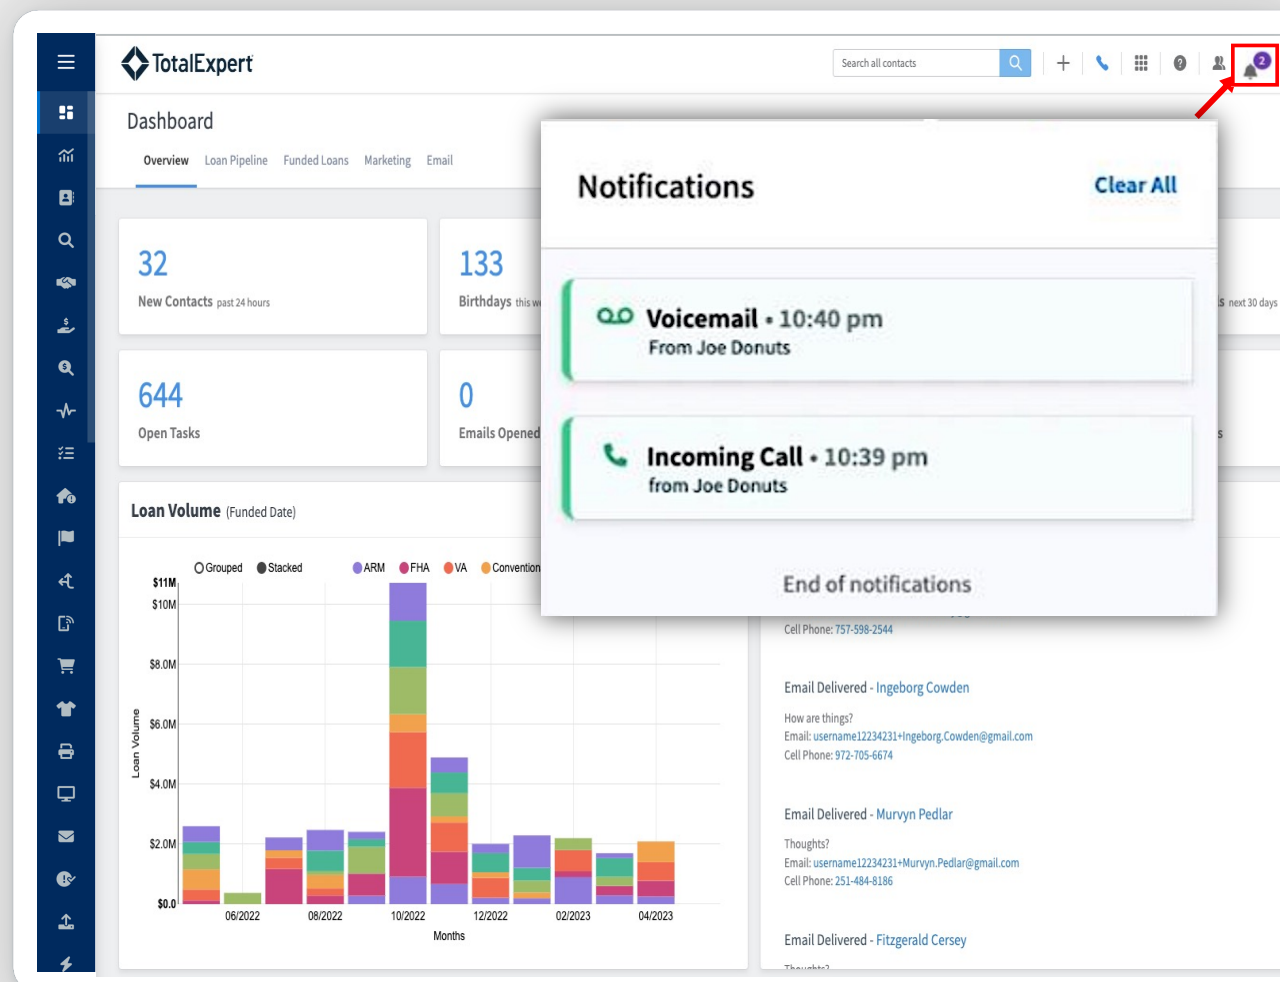 TotalExpert
Search all contacts
2
Dashboard
Overview Loan Pipeline Funded Loans Marketing Email
Notifications
Clear All
Voicemail • 10:40 pm
From Joe Donuts
Incoming Call • 10:39 pm
from Joe Donuts
End of notifications
32
New Contacts past 24 hours
133
Birthdays this we
s next 30 days
644
Open Tasks
0
Emails Opened
s
Loan Volume (Funded Date)
Grouped Stacked ARM FHA VA Convention
$11M
$10M
$8.0M
$6.0M
$4.0M
$2.0M
$0.0
Loan Volume
06/2022 08/2022 10/2022 12/2022 02/2023 04/2023
Months
Cell Phone: 757-598-2544
Email Delivered - Ingeborg Cowden
How are things?
Email: username12234231+Ingeborg.Cowden@gmail.com
Cell Phone: 972-705-6674
Email Delivered - Murvyn Pedlar
Thoughts?
Email: username12234231+Murvyn.Pedlar@gmail.com
Cell Phone: 251-484-8186
Email Delivered - Fitzgerald Cersey
Thoughts?